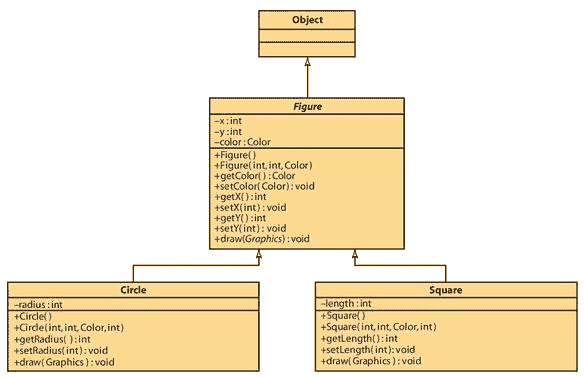 Object
Figure
–x : int
–y : int
–color : Color
+Figure( )
+Figure( int, int, Color)
+getColor( ) : Color
+setColor( Color) : void
+getX( ) : int
+setX(int) : void
+getY( ) : int
+setY(int) : void
+draw(Graphics) : void
Circle
–radius : int
+Circle( )
+Circle(int, int, Color, int)
+getRadius( ) : int
+setRadius(int) : void
+draw(Graphics ) : void
Square
–length : int
+Square( )
+Square(int, int, Color, int)
+getLength( ) : int
+setLength(int): void
+draw(Graphics ) : void